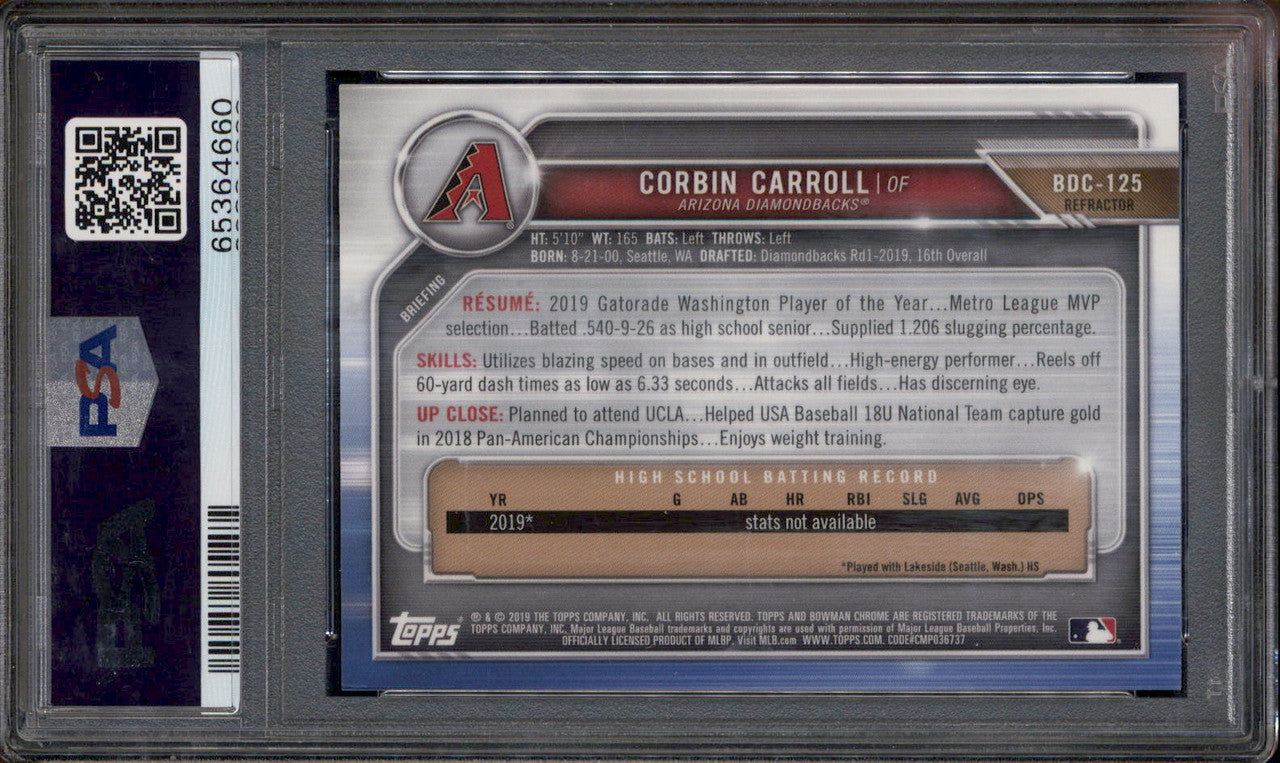 65364660
PSA
CORBIN CARROLL | OF
ARIZONA DIAMONDBACKS®
BDC-125
REFRACTOR
HT: 5'10" WT: 165 BATS: Left THROWS: Left
BORN: 8-21-00, Seattle, WA DRAFTED: Diamondbacks Rd1-2019, 16th Overall
BRIEFING
RÉSUMÉ: 2019 Gatorade Washington Player of the Year...Metro League MVP
selection...Batted .540-9-26 as high school senior...Supplied 1.206 slugging percentage.
SKILLS: Utilizes blazing speed on bases and in outfield...High-energy performer...Reels off
60-yard dash times as low as 6.33 seconds...Attacks all fields...Has discerning eye.
UP CLOSE: Planned to attend UCLA...Helped USA Baseball 18U National Team capture gold
in 2018 Pan-American Championships...Enjoys weight training.
HIGH SCHOOL BATTING RECORD
YR G AB HR RBI SLG AVG OPS
2019* stats not available
*Played with Lakeside (Seattle, Wash.) HS
Topps
® & © 2019 THE TOPPS COMPANY, INC. ALL RIGHTS RESERVED. TOPPS AND BOWMAN CHROME ARE REGISTERED TRADEMARKS OF THE
TOPPS COMPANY, INC. Major League Baseball trademarks and copyrights are used with permission of Major League Baseball Properties, Inc.
OFFICIALLY LICENSED PRODUCT OF MLBP. Visit MLB.com WWW.TOPPS.COM. CODE#CMP036737